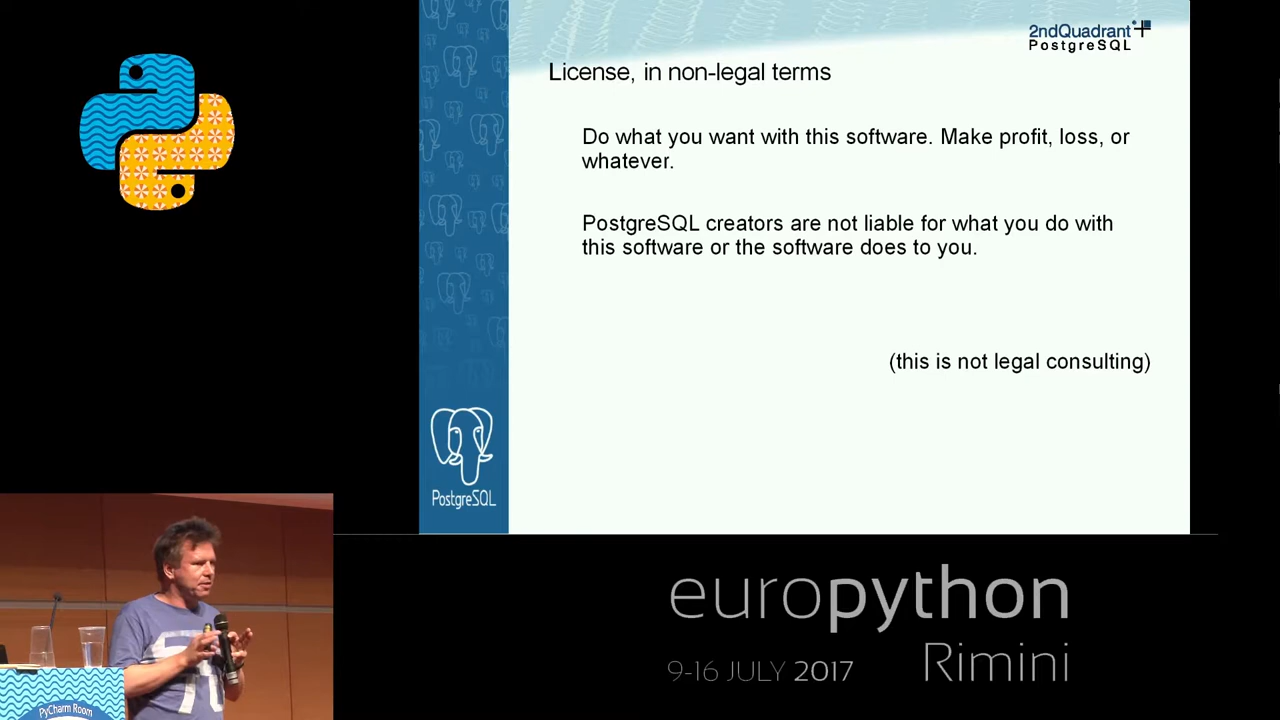 2ndQuadrant
PostgreSQL
License, in non-legal terms
Do what you want with this software. Make profit, loss, or
whatever.
PostgreSQL creators are not liable for what you do with
this software or the software does to you.
(this is not legal consulting)
PostgreSQL
europython
9-16 JULY 2017
Rimini
PyCharm Room